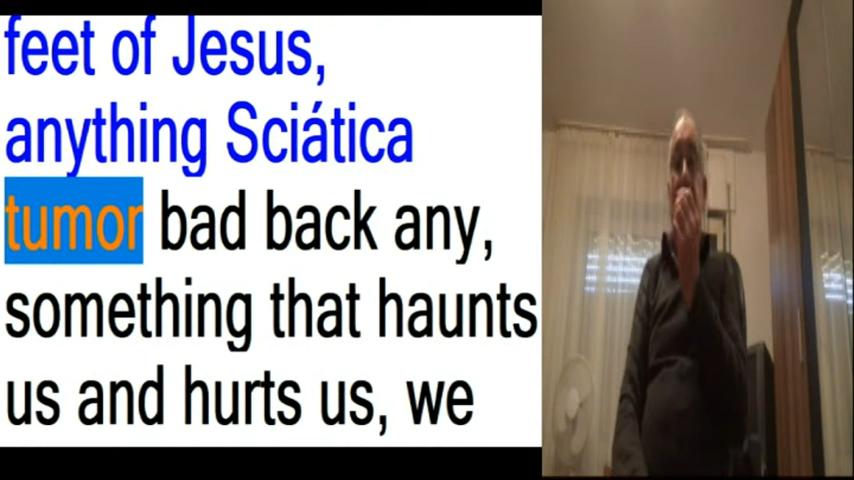 feet of Jesus,
anything Sciática
tumor bad back any,
something that haunts
us and hurts us, we